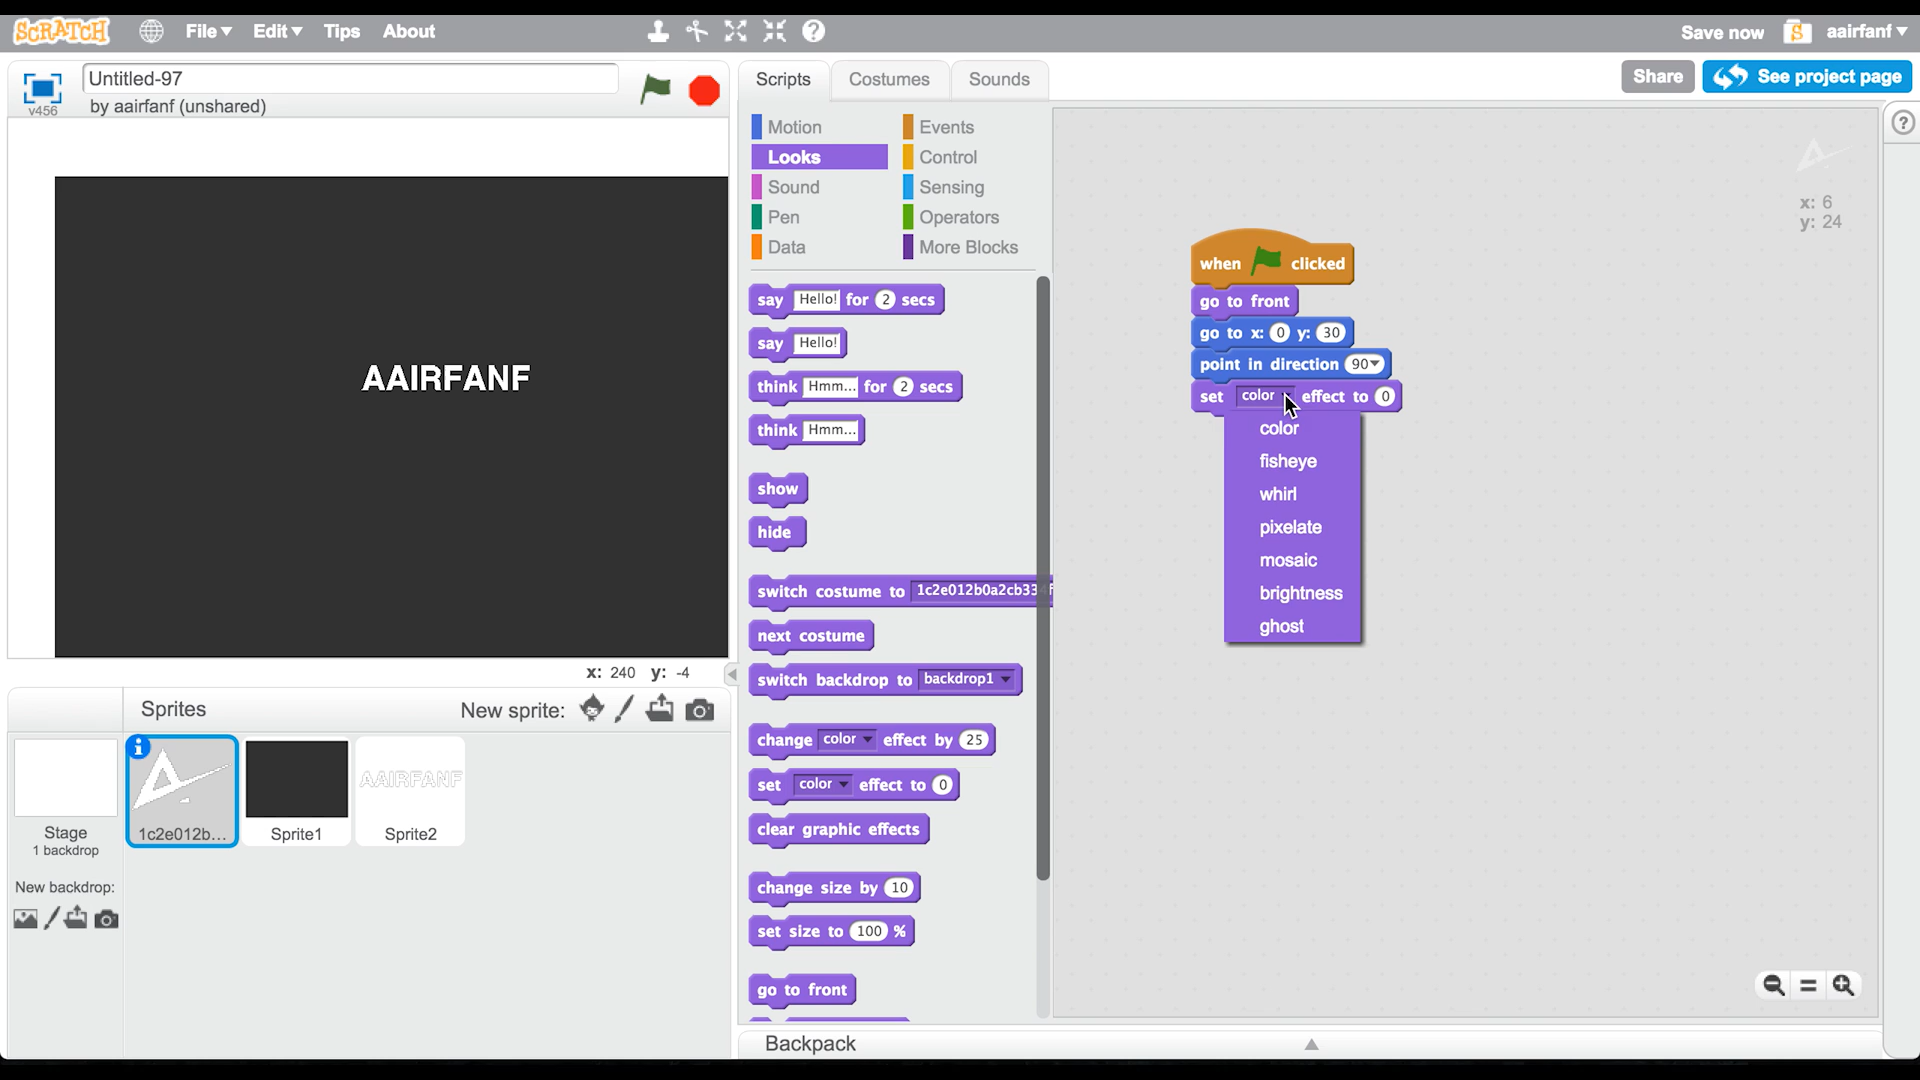 SCRATCH
File
Edit
Tips
About
Save now
aairfanf
v456
Untitled-97
by aairfanf (unshared)
Scripts
Costumes
Sounds
Share
See project page
Motion
Events
Looks
Control
Sound
Sensing
Pen
Operators
Data
More Blocks
AAIRFANF
say Hello! for 2 secs
say Hello!
think Hmm... for 2 secs
think Hmm...
show
hide
switch costume to
next costume
switch backdrop to backdrop1
change color effect by 25
set color effect to 0
clear graphic effects
change size by 10
set size to 100 %
go to front
x: 6
y: 24
when clicked
go to front
go to x: 0 y: 30
point in direction 90
set color effect to 0
color
fisheye
whirl
pixelate
mosaic
brightness
ghost
x: 240 y: -4
Sprites
New sprite:
Stage
1 backdrop
New backdrop:
1c2e012b...
Sprite1
AAIRFANF
Sprite2
Backpack